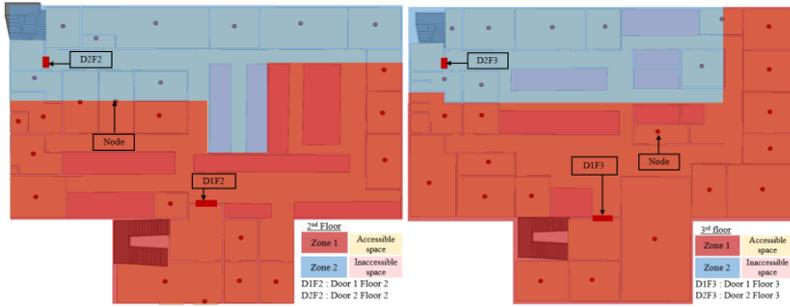 D2F2
Node
D1F2
2nd Floor
Zone 1
Accessible space
Zone 2
Inaccessible space
D1F2 : Door 1 Floor 2
D2F2 : Door 2 Floor 2
D2F3
Node
D1F3
3rd floor
Zone 1
Accessible space
Zone 2
Inaccessible space
D1F3 : Door 1 Floor 3
D2F3 : Door 2 Floor 3